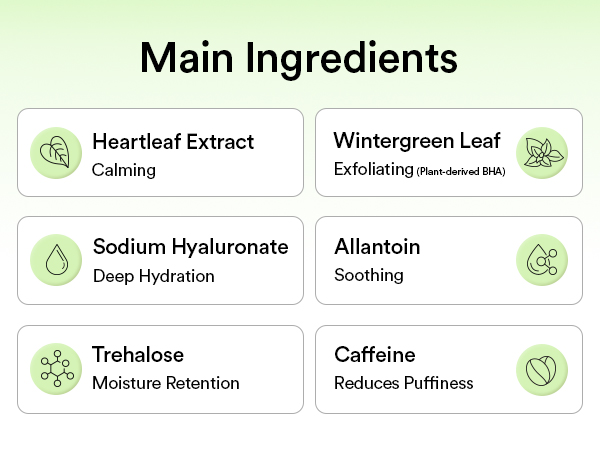 Main Ingredients
Heartleaf Extract
Calming
Wintergreen Leaf
Exfoliating (Plant-derived BHA)
Sodium Hyaluronate
Deep Hydration
Allantoin
Soothing
Trehalose
Moisture Retention
Caffeine
Reduces Puffiness